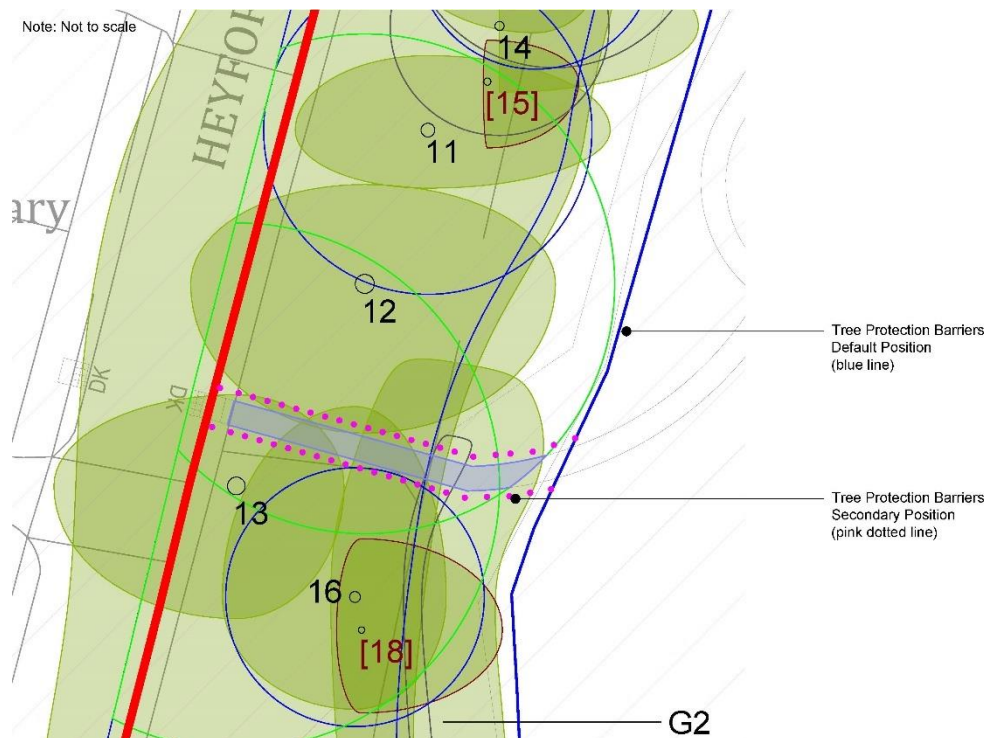 Note: Not to scale
HEYFOR
14
[15]
11
ary
12
Tree Protection Barriers
Default Position
(blue line)
DK
DK
13
Tree Protection Barriers
Secondary Position
(pink dotted line)
16
[18]
G2